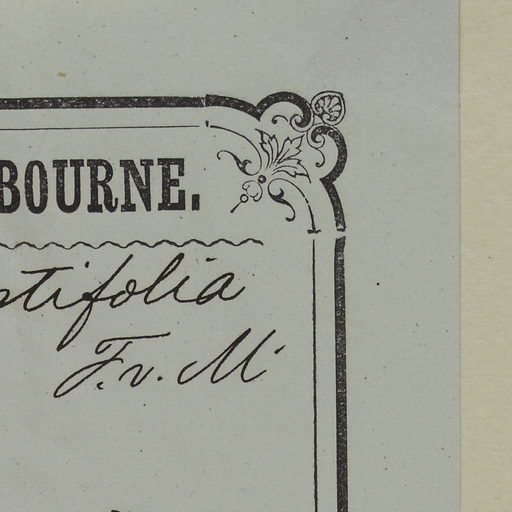 BOURNE.
stifolia
F. v. M.